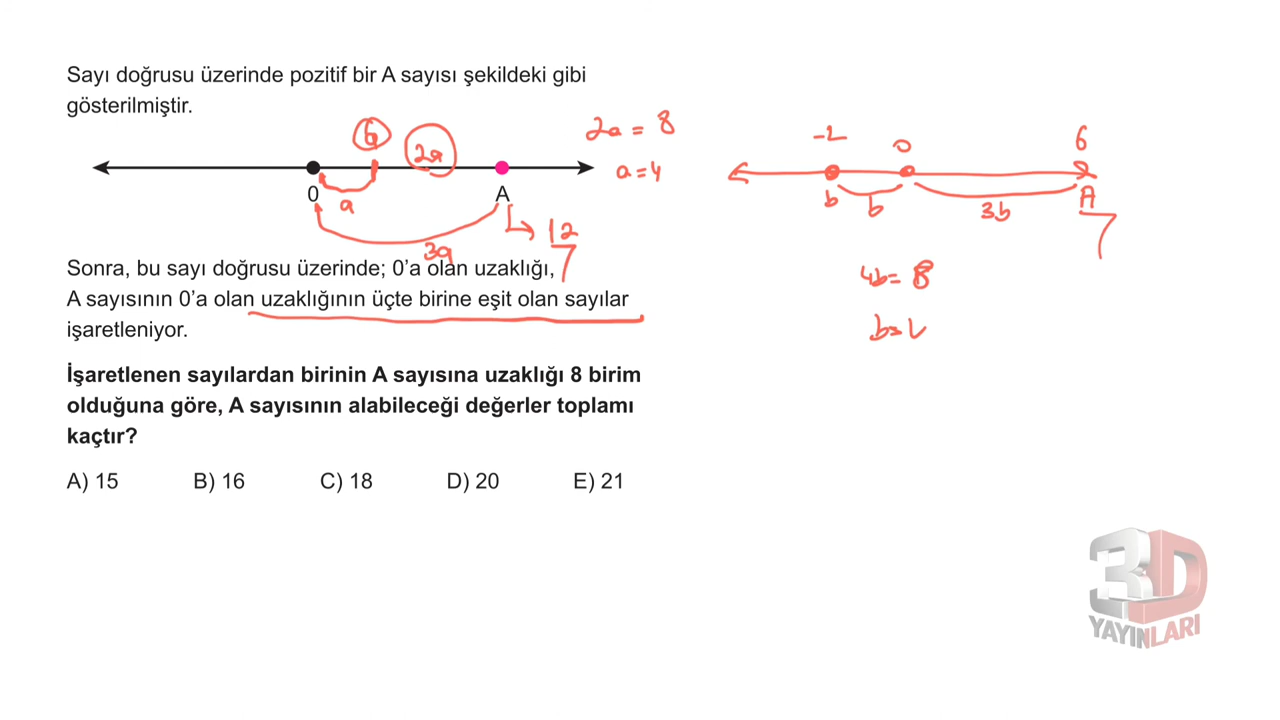 Sayı doğrusu üzerinde pozitif bir A sayısı şekildeki gibi
gösterilmiştir.
6
2a
2a = 8
a = 4
0
A
a
3a
12
Sonra, bu sayı doğrusu üzerinde; 0'a olan uzaklığı,
A sayısının 0'a olan uzaklığının üçte birine eşit olan sayılar
işaretleniyor.
İşaretlenen sayılardan birinin A sayısına uzaklığı 8 birim
olduğuna göre, A sayısının alabileceği değerler toplamı
kaçtır?
A) 15 B) 16 C) 18 D) 20 E) 21
-2 0 6
b b 3b A
4b = 8
b=2
3D
YAYINLARI